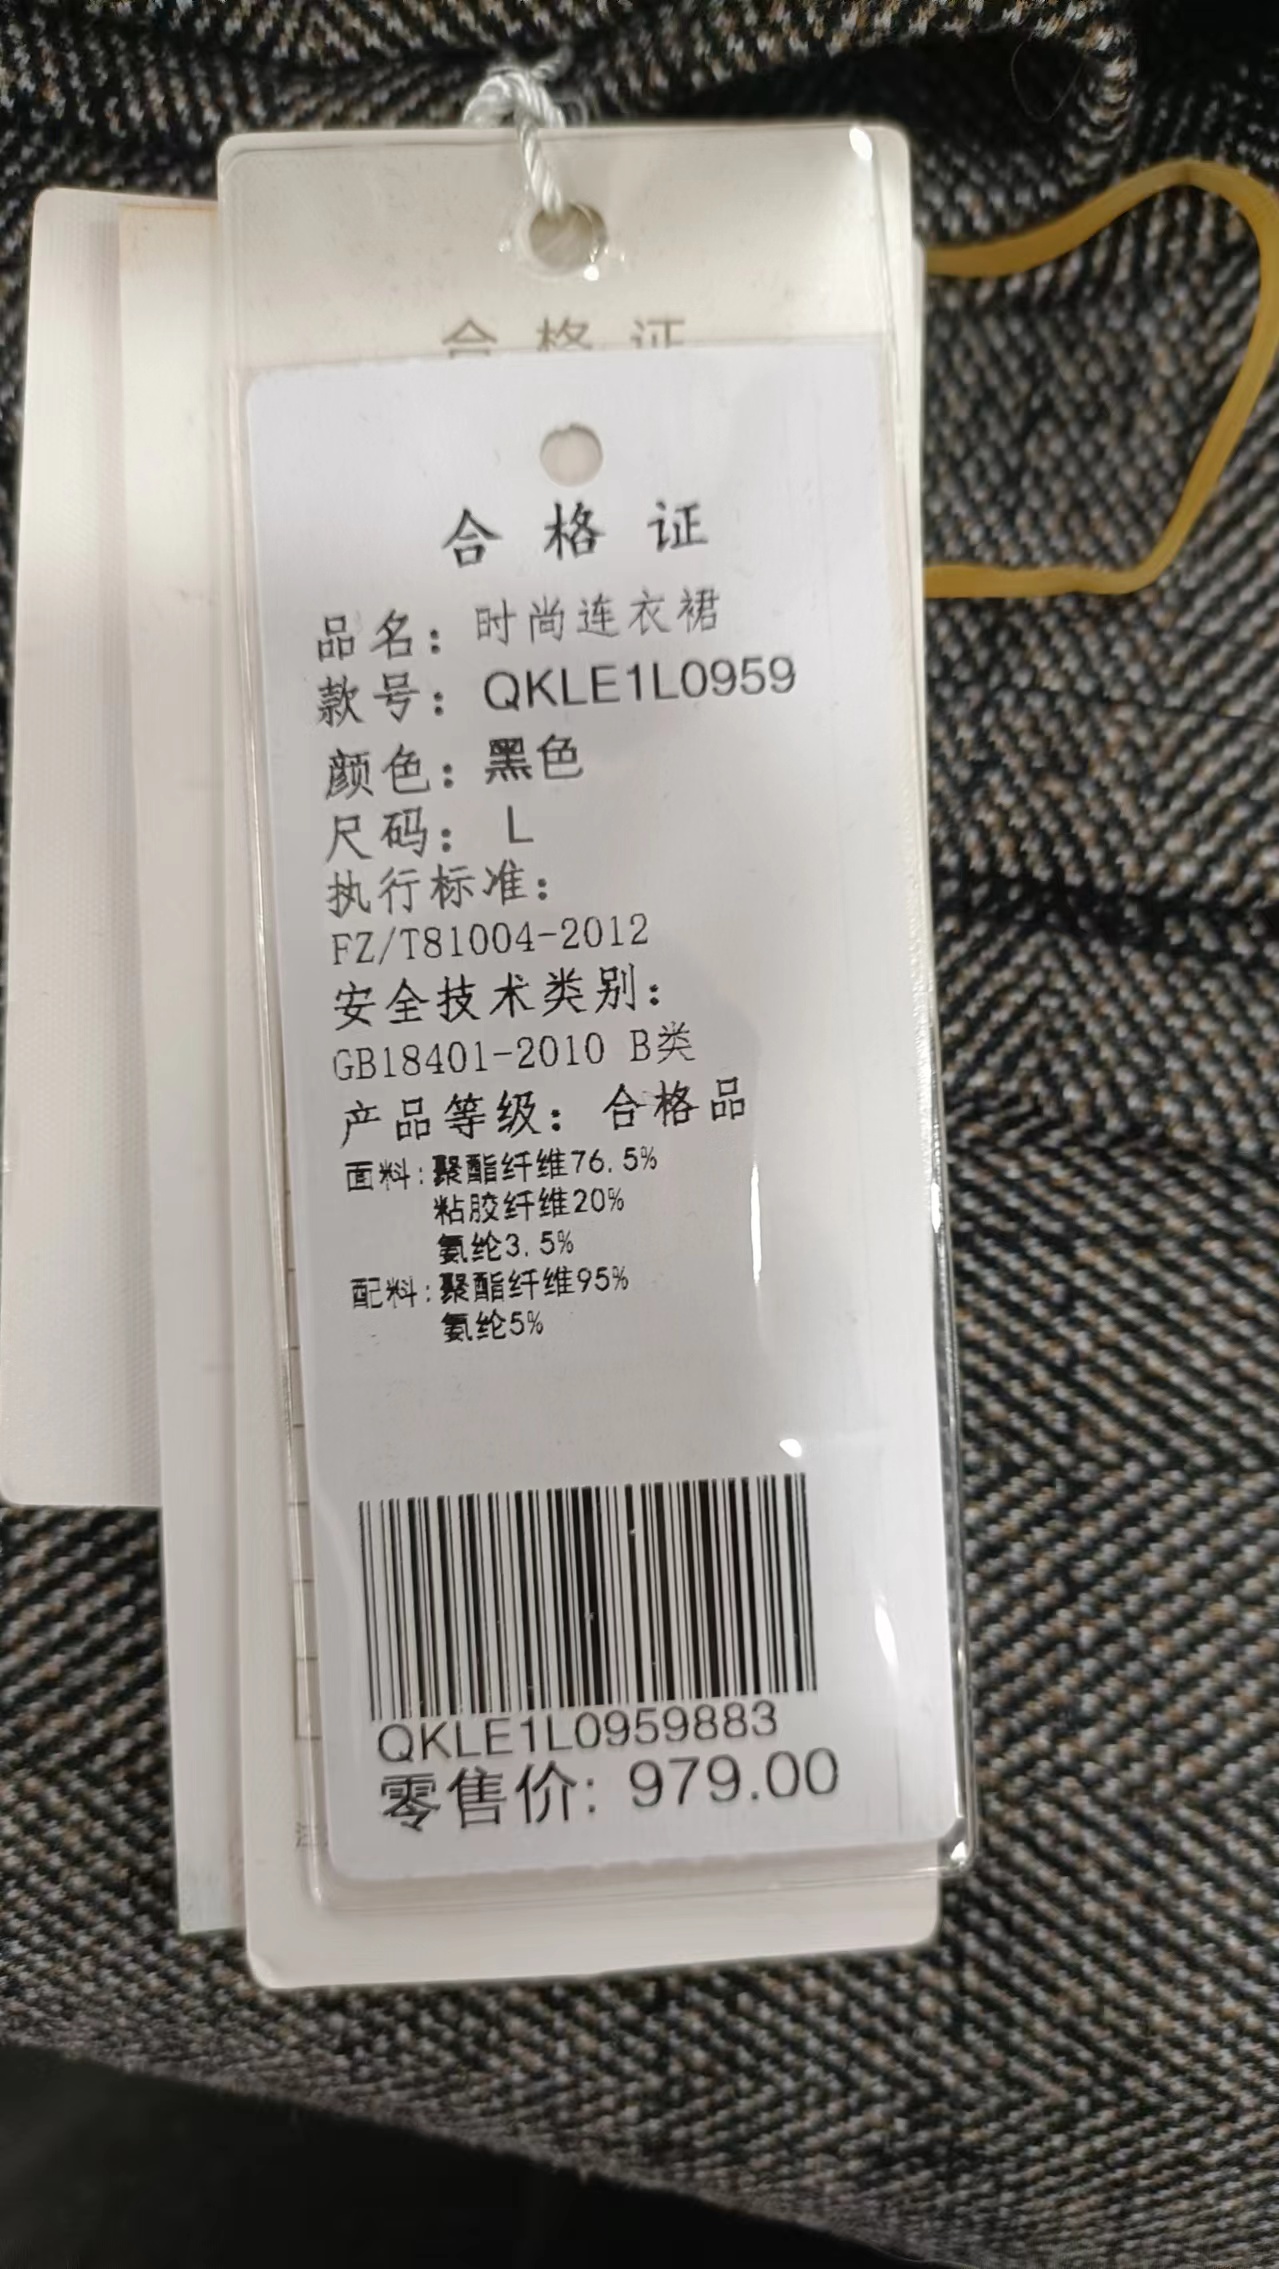 合格证
合格证
品名：时尚连衣裙
款号：QKLE1L0959
颜色：黑色
尺码：L
执行标准：
FZ/T81004-2012
安全技术类别：
GB18401-2010 B类
产品等级：合格品
面料：聚酯纤维76.5%
粘胶纤维20%
氨纶3.5%
配料：聚酯纤维95%
氨纶5%
QKLE1L0959883
零售价: 979.00
注